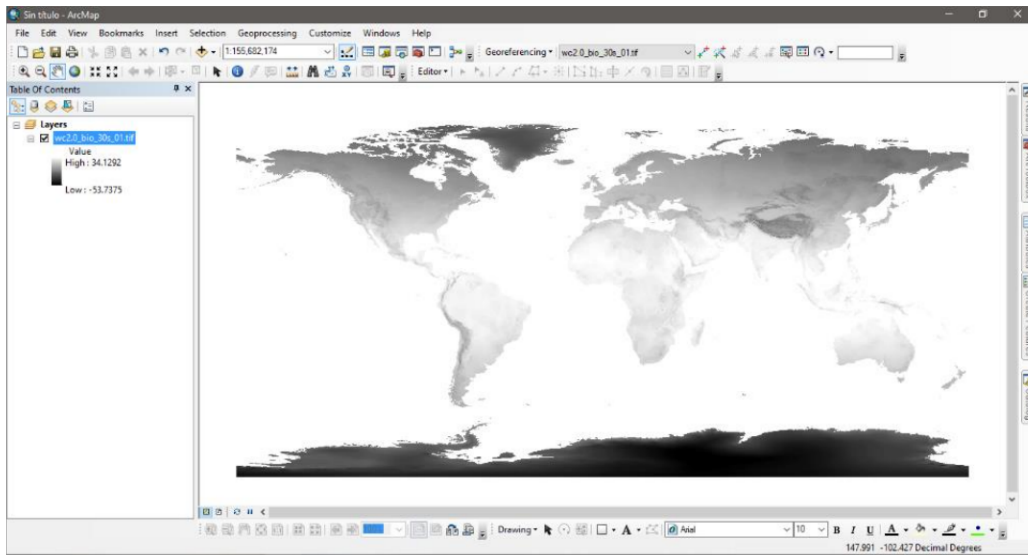 Sin título - ArcMap
File Edit View Bookmarks Insert Selection Geoprocessing Customize Windows Help
1:155,682,174 Georeferencing wc2.0_bio_30s_01.tif
Editor
Table Of Contents
Layers
wc2.0_bio_30s_01.tif
Value
High : 34.1292
Low : -53.7375
Drawing A Arial 10 B I U A
147.991 -102.427 Decimal Degrees